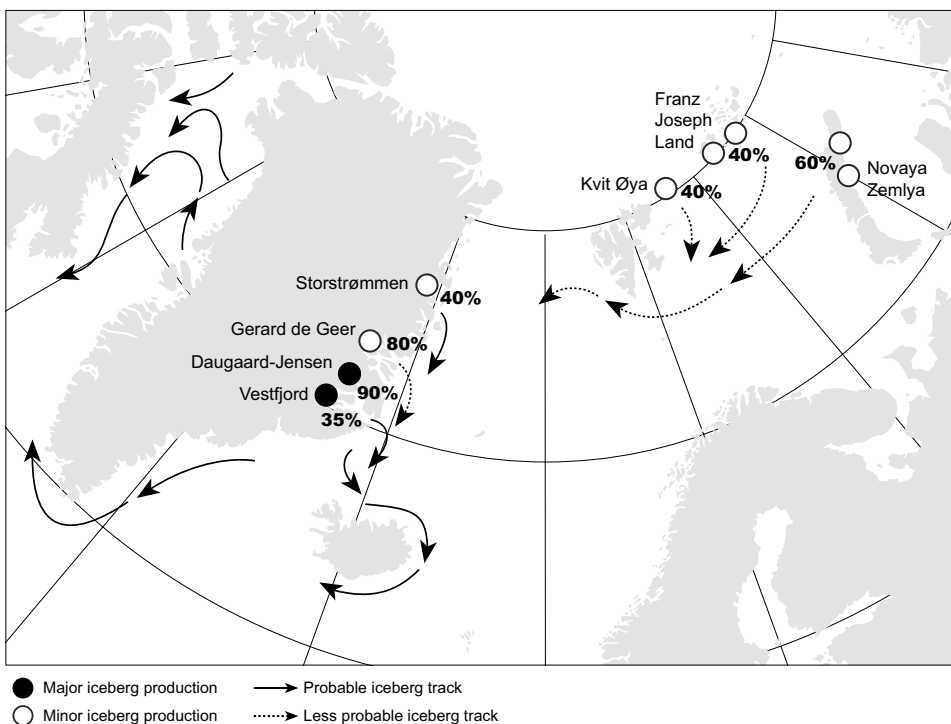 Franz
Joseph
Land
40%
60%
Novaya
Zemlya
Kvit Øya
40%
Storstrømmen
40%
Gerard de Geer
80%
Daugaard-Jensen
90%
Vestfjord
35%
Major iceberg production
Probable iceberg track
Minor iceberg production
Less probable iceberg track